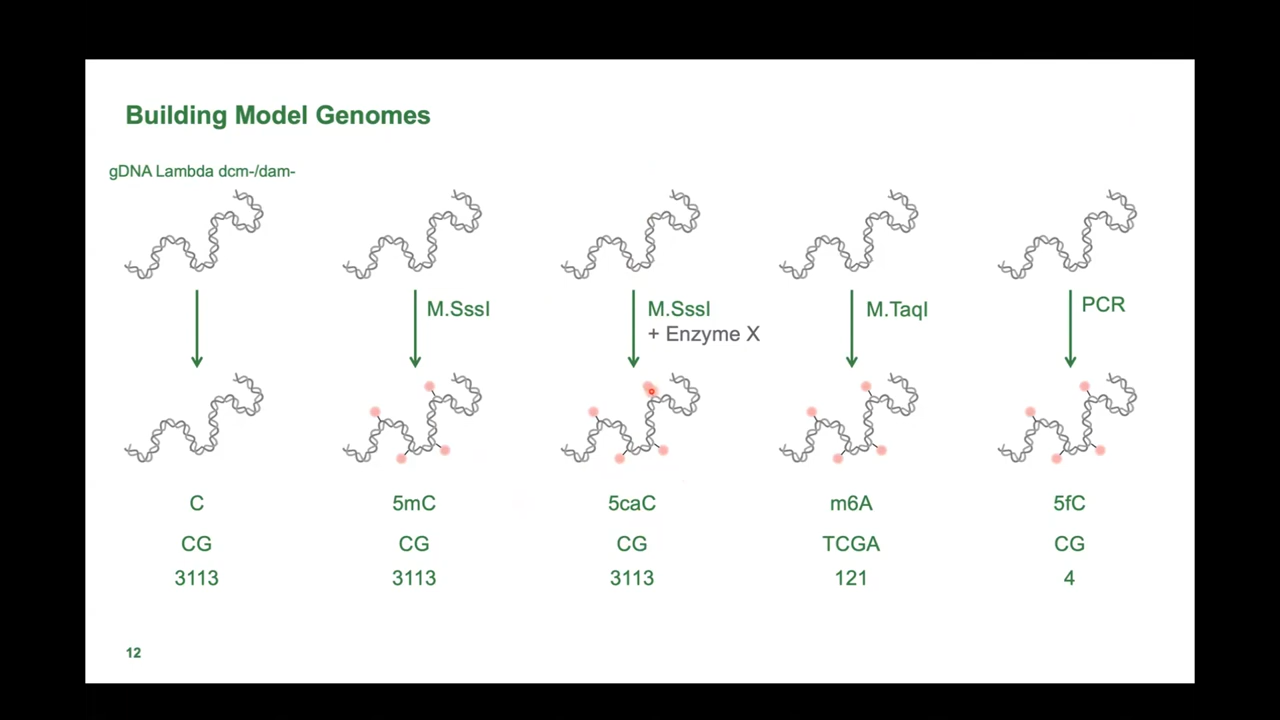 Building Model Genomes
gDNA Lambda dcm-/dam-
M.SssI
M.SssI
+ Enzyme X
M.TaqI
PCR
C
5mC
5caC
m6A
5fC
CG
CG
CG
TCGA
CG
3113
3113
3113
121
4
12